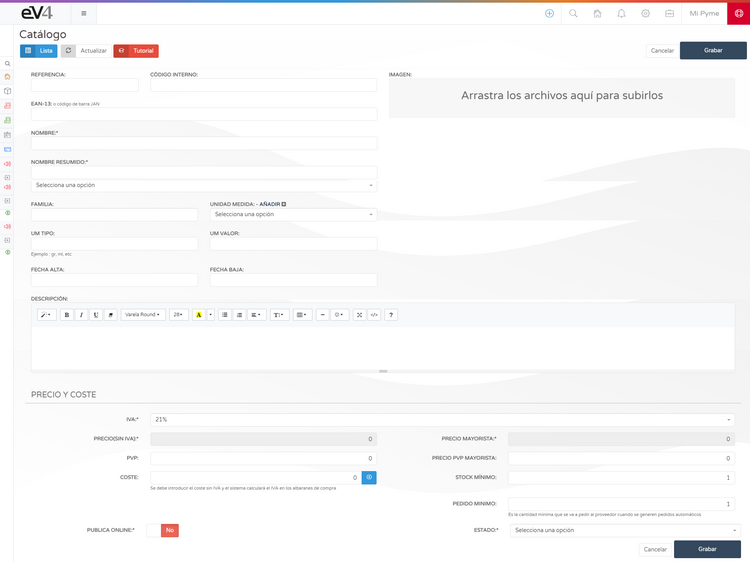 eV4
Mi Pyme
Catálogo
Lista
Actualizar
Tutorial
Cancelar
Grabar
REFERENCIA:
CÓDIGO INTERNO:
IMAGEN:
Arrastra los archivos aquí para subirlos
EAN-13: o código de barra JAN
NOMBRE:*
NOMBRE RESUMIDO:*
Selecciona una opción
FAMILIA:
UNIDAD MEDIDA: - AÑADIR
Selecciona una opción
UM TIPO:
UM VALOR:
Ejemplo : gr, ml, etc
FECHA ALTA:
FECHA BAJA:
DESCRIPCIÓN:
B I U Varela Round 28 A T I </> ?
PRECIO Y COSTE
IVA:* 21%
PRECIO(SIN IVA):* 0
PRECIO MAYORISTA:* 0
PVP: 0
PRECIO PVP MAYORISTA: 0
COSTE: 0
STOCK MÍNIMO: 1
Se debe introducir el coste sin IVA y el sistema calculará el IVA en los albaranes de compra
PEDIDO MINIMO: 1
Es la cantidad mínima que se va a pedir al proveedor cuando se generen pedidos automáticos.
PUBLICA ONLINE:* No
ESTADO:* Selecciona una opción
Cancelar
Grabar